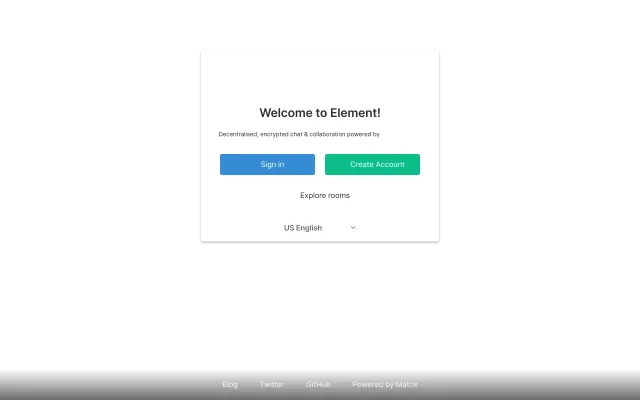 Welcome to Element!
Decentralised, encrypted chat & collaboration powered by
Sign in
Create Account
Explore rooms
US English
Blog
Twitter
GitHub
Powered by Matrix